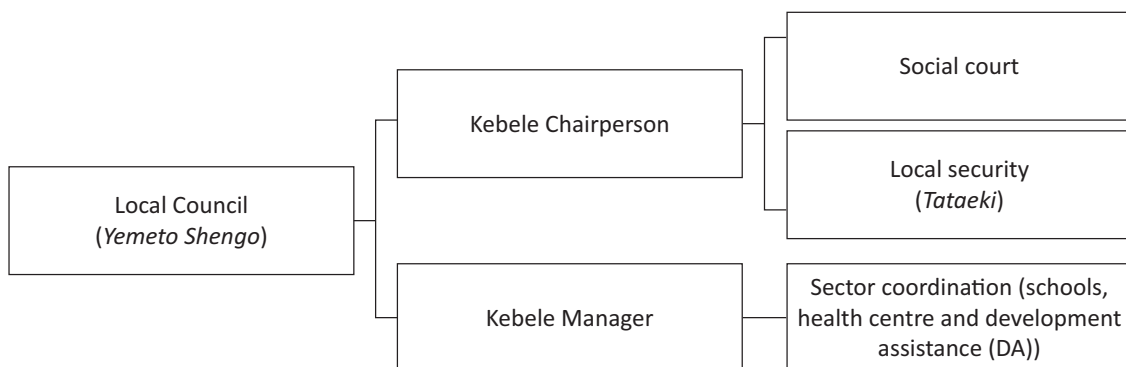 Social court
Kebele Chairperson
Local security
(Tataeki)
Local Council
(Yemeto Shengo)
Kebele Manager
Sector coordination (schools,
health centre and development
assistance (DA))